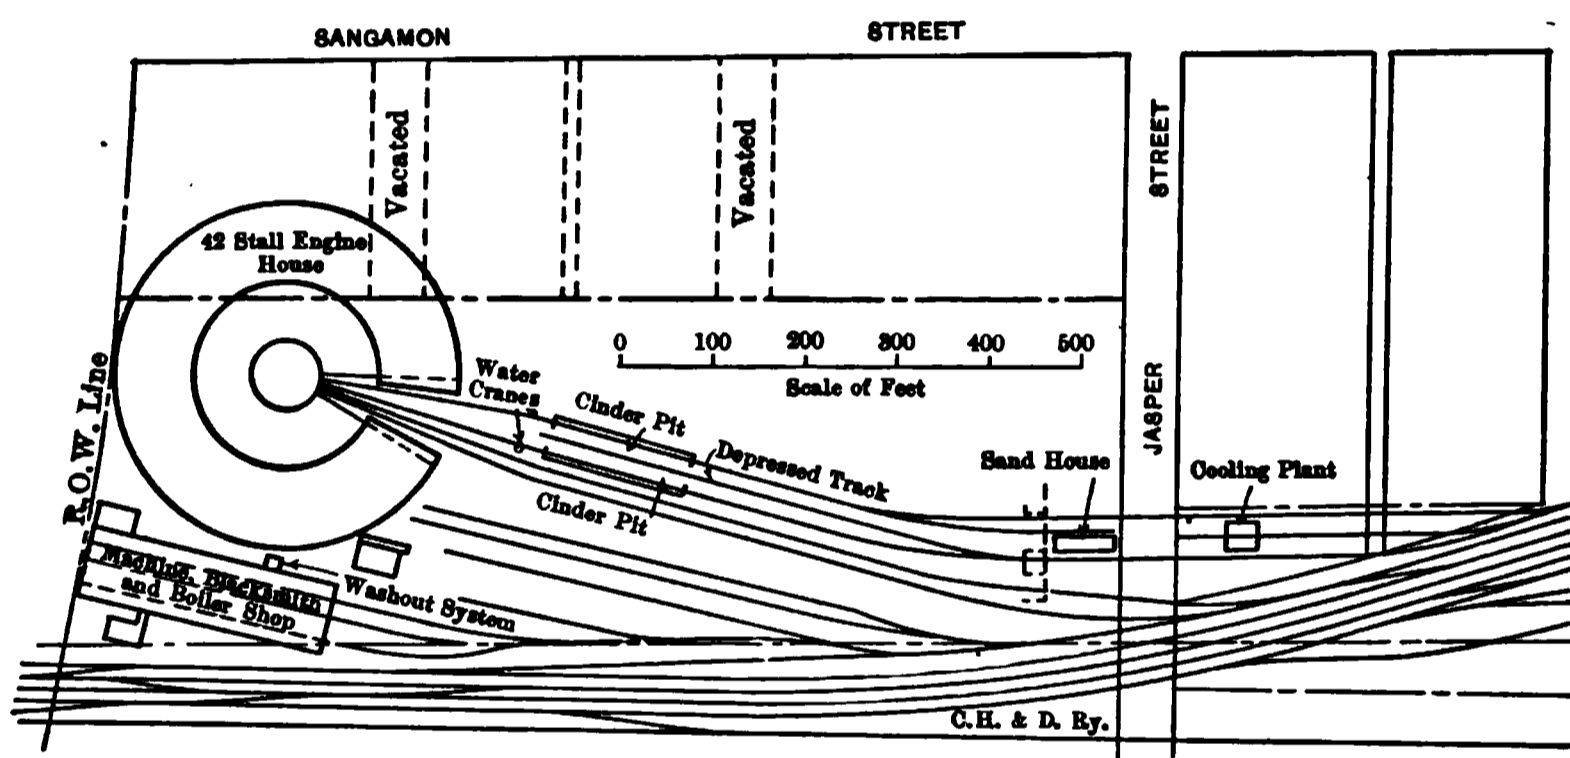 SANGAMON STREET
Vacated
Vacated
STREET
JASPER
42 Stall Engine
House
0 100 200 300 400 500
Scale of Feet
R.O.W. Line
Water
Cranes
Cinder Pit
Cinder Pit
Depressed Track
Sand House
Cooling Plant
Machine, Blacksmith
and Boiler Shop
Washout System
C.H. & D. Ry.